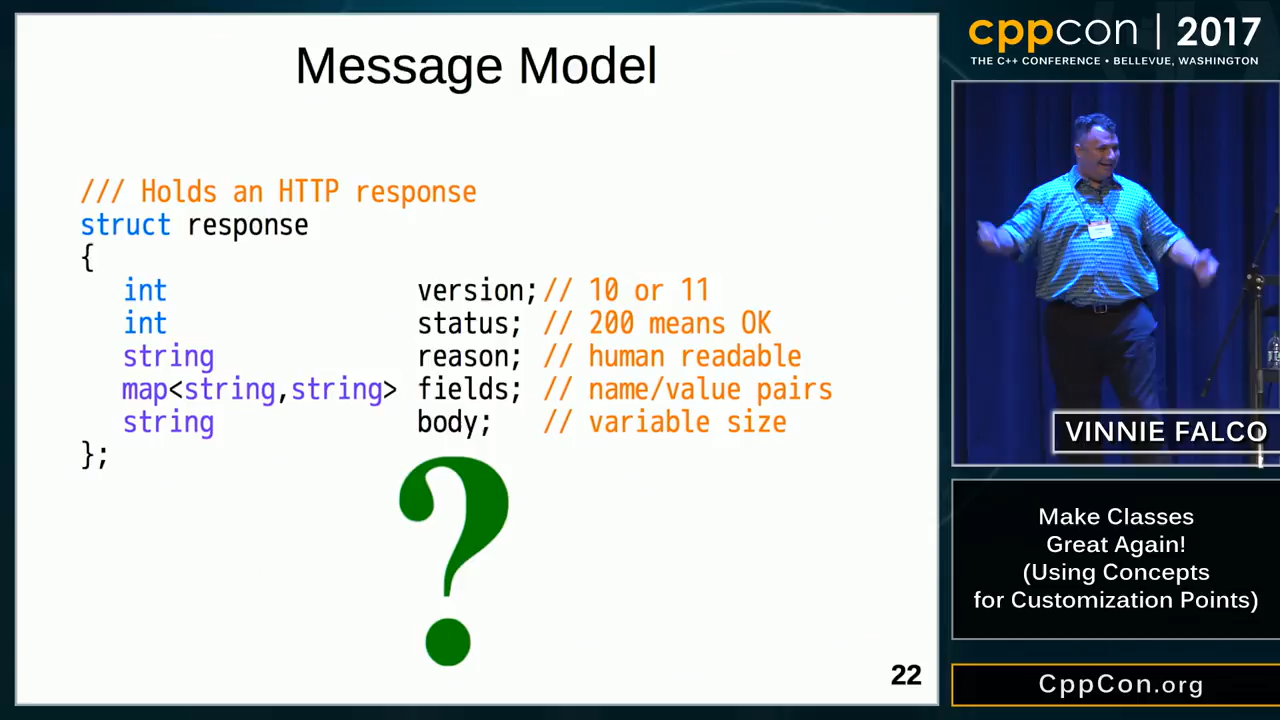 Message Model
/// Holds an HTTP response
struct response
{
int version; // 10 or 11
int status; // 200 means OK
string reason; // human readable
map<string,string> fields; // name/value pairs
string body; // variable size
};
?
22
cppcon | 2017
THE C++ CONFERENCE • BELLEVUE, WASHINGTON
VINNIE FALCO
Make Classes
Great Again!
(Using Concepts
for Customization Points)
CppCon.org